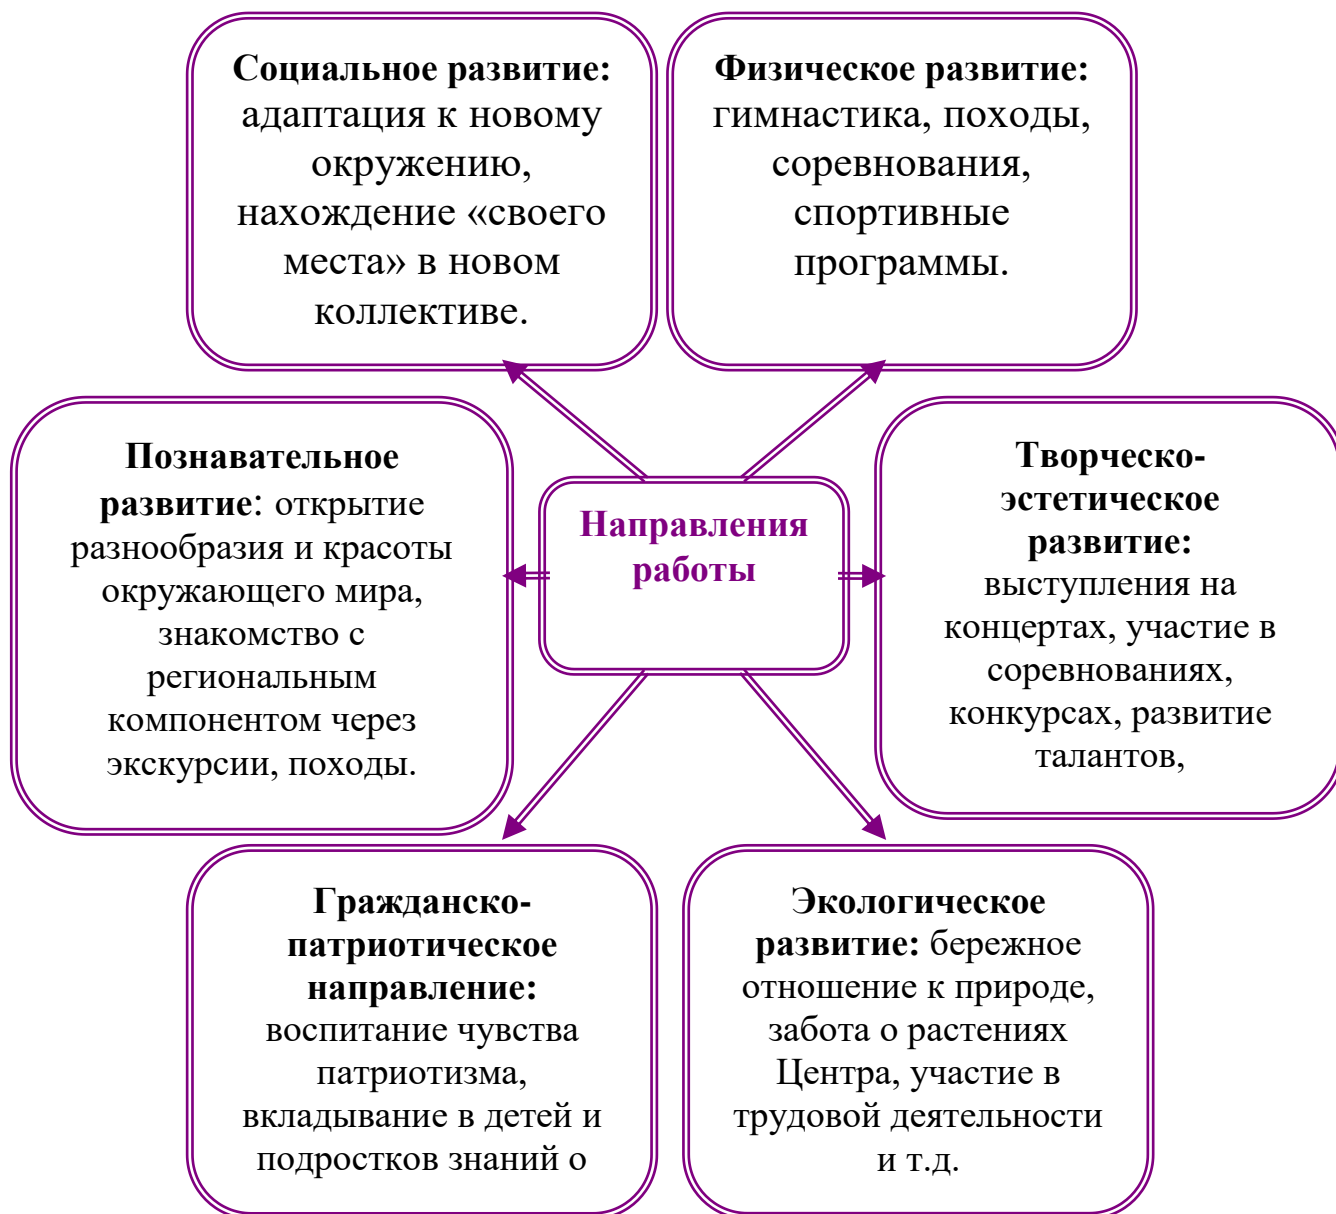 Социальное развитие:
адаптация к новому
окружению,
нахождение «своего
места» в новом
коллективе.
Физическое развитие:
гимнастика, походы,
соревнования,
спортивные
программы.
Познавательное
развитие: открытие
разнообразия и красоты
окружающего мира,
знакомство с
региональным
компонентом через
экскурсии, походы.
Направления
работы
Творческо-
эстетическое
развитие:
выступления на
концертах, участие в
соревнованиях,
конкурсах, развитие
талантов,
Гражданско-
патриотическое
направление:
воспитание чувства
патриотизма,
вкладывание в детей и
подростков знаний о
Экологическое
развитие: бережное
отношение к природе,
забота о растениях
Центра, участие в
трудовой деятельности
и т.д.